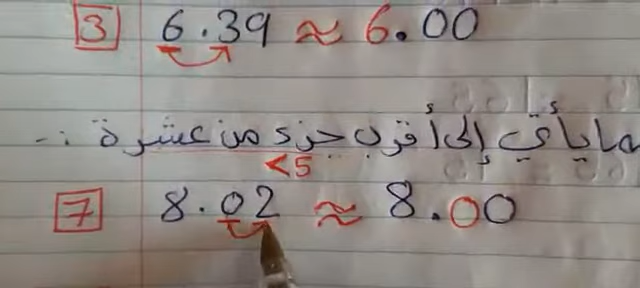 3 6.39 ≈ 6.00
ما يأتي إلى أقرب جزء من عشرة :
<5
7 8.02 ≈ 8.00